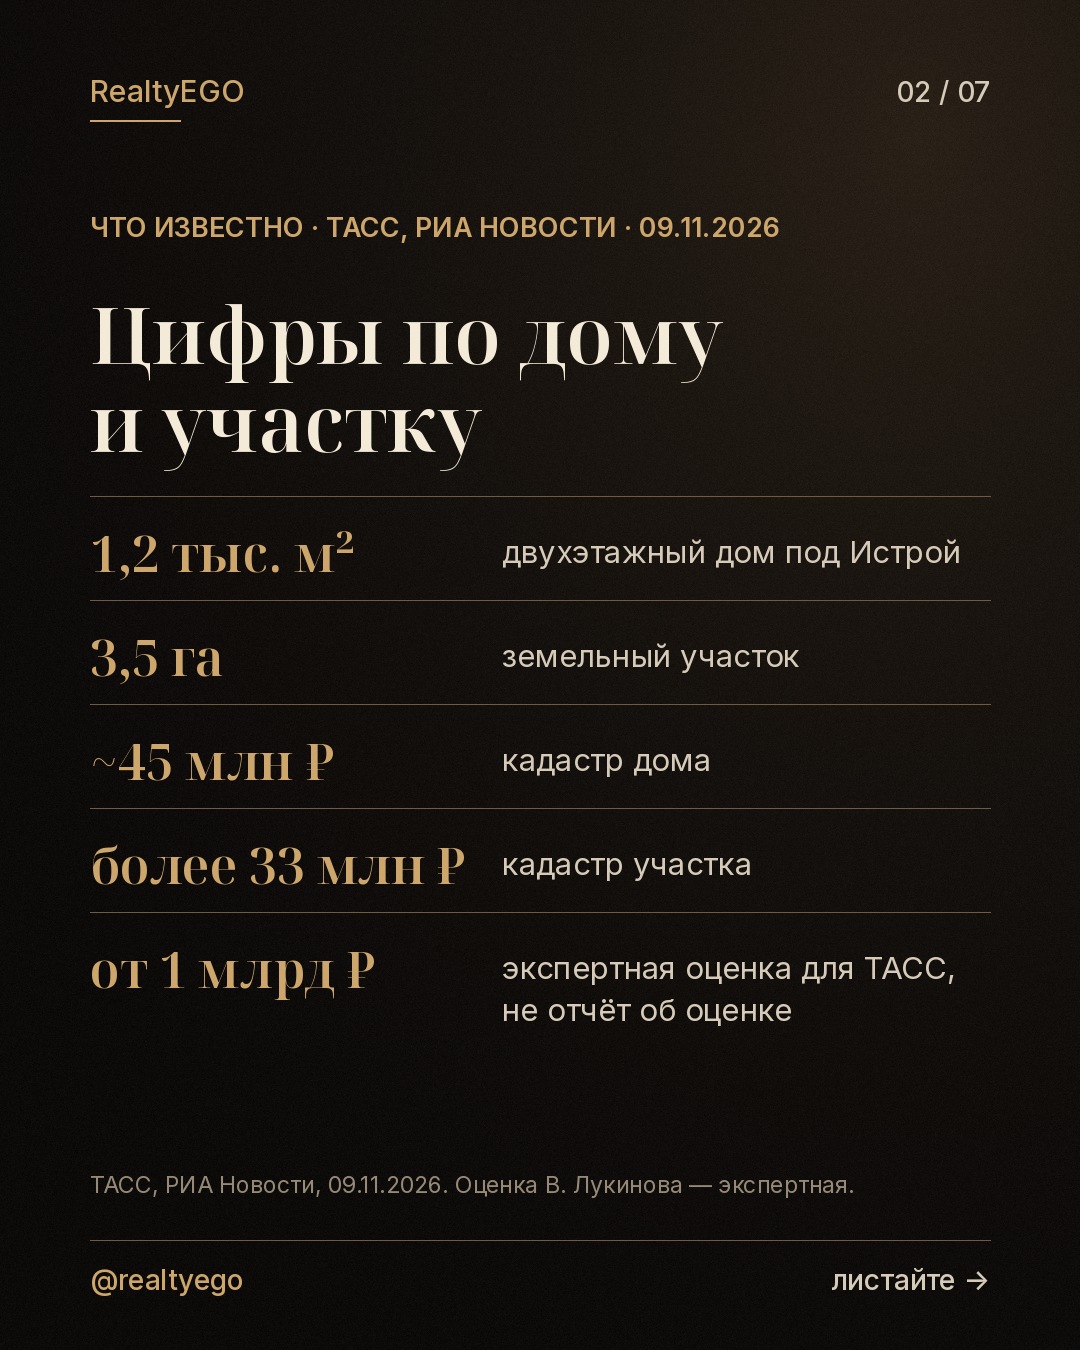 RealtyEGO
02 / 07
ЧТО ИЗВЕСТНО · ТАСС, РИА НОВОСТИ · 09.11.2026
Цифры по дому
и участку
1,2 тыс. м²
двухэтажный дом под Истрой
3,5 га
земельный участок
~45 млн ₽
кадастр дома
более 33 млн ₽
кадастр участка
от 1 млрд ₽
экспертная оценка для ТАСС,
не отчёт об оценке
ТАСС, РИА Новости, 09.11.2026. Оценка В. Лукинова — экспертная.
@realtyego
листайте →